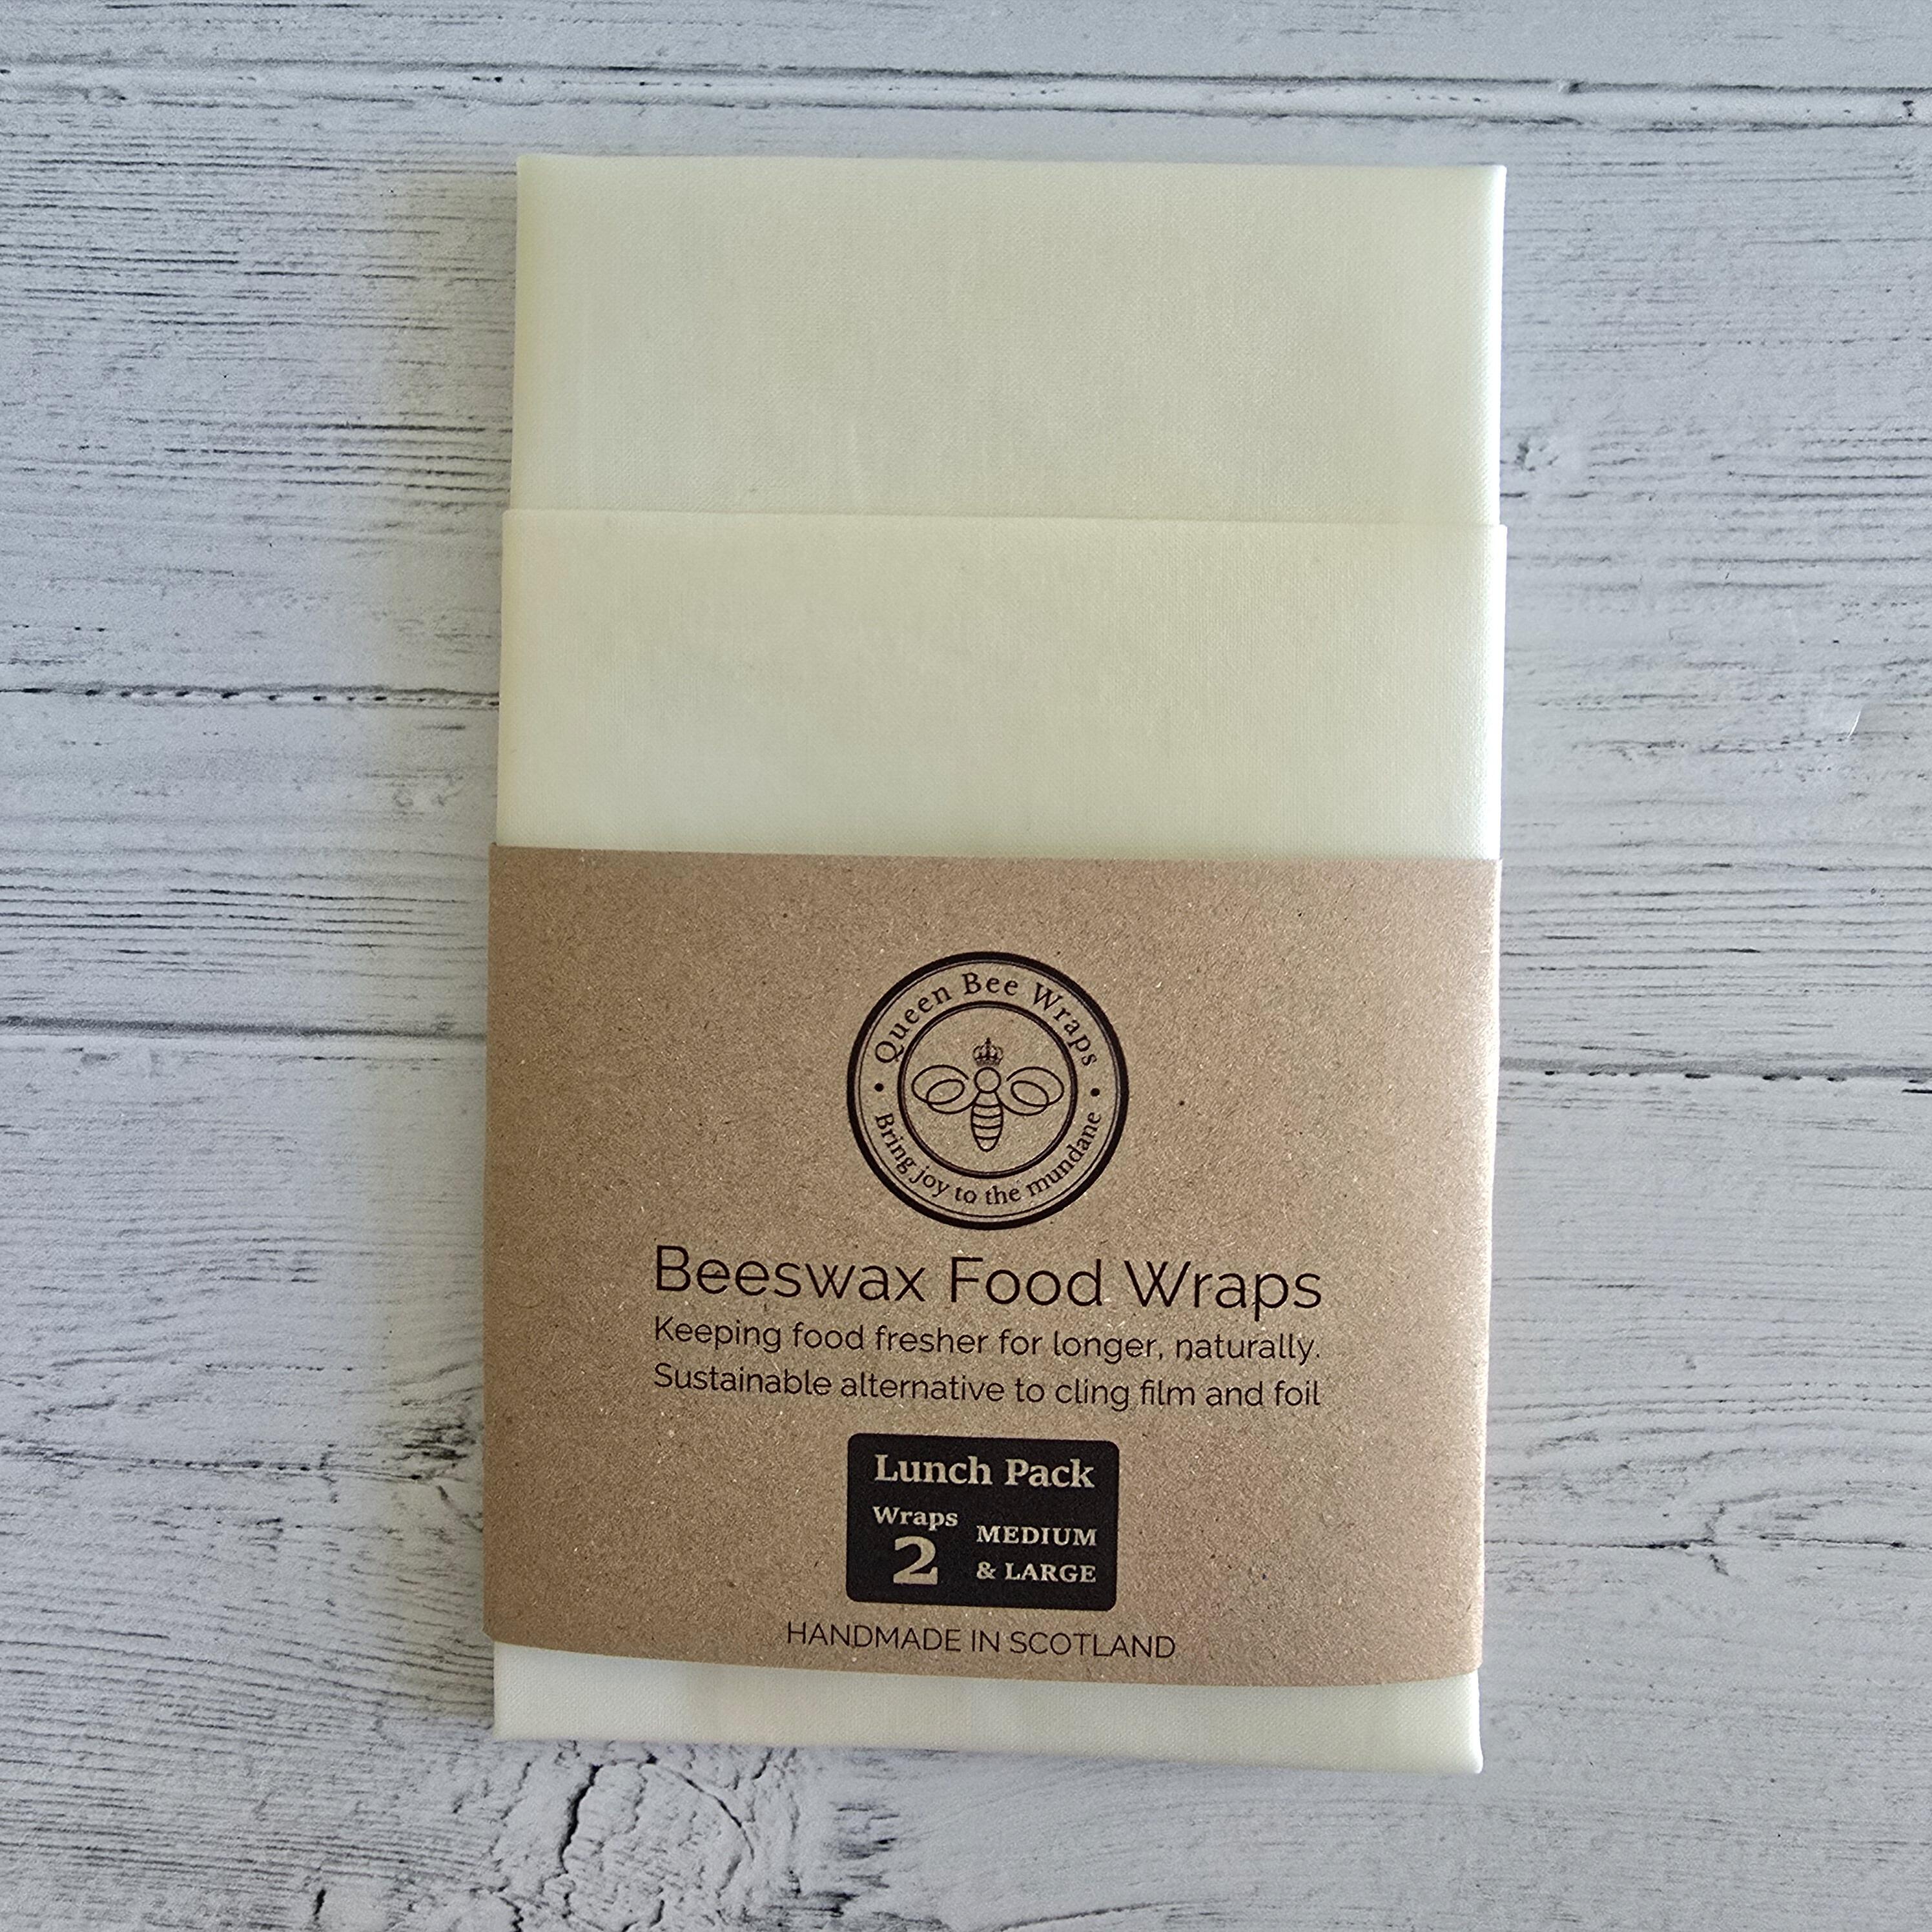 Queen Bee Wraps
Bring joy to the mundane
Beeswax Food Wraps
Keeping food fresher for longer, naturally.
Sustainable alternative to cling film and foil
Lunch Pack
Wraps
2
MEDIUM
& LARGE
HANDMADE IN SCOTLAND